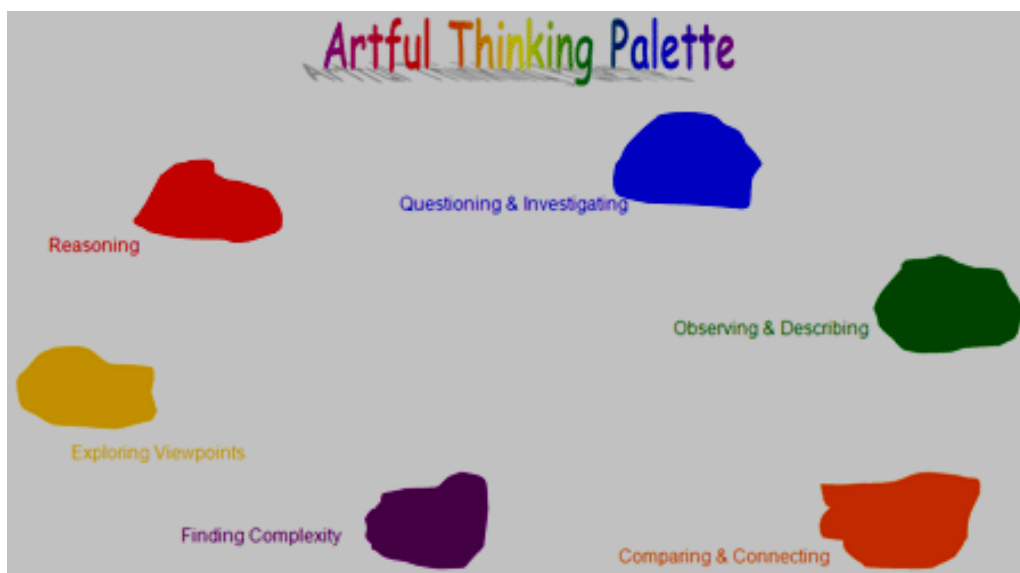 Artful Thinking Palette
Questioning & Investigating
Reasoning
Observing & Describing
Exploring Viewpoints
Finding Complexity
Comparing & Connecting